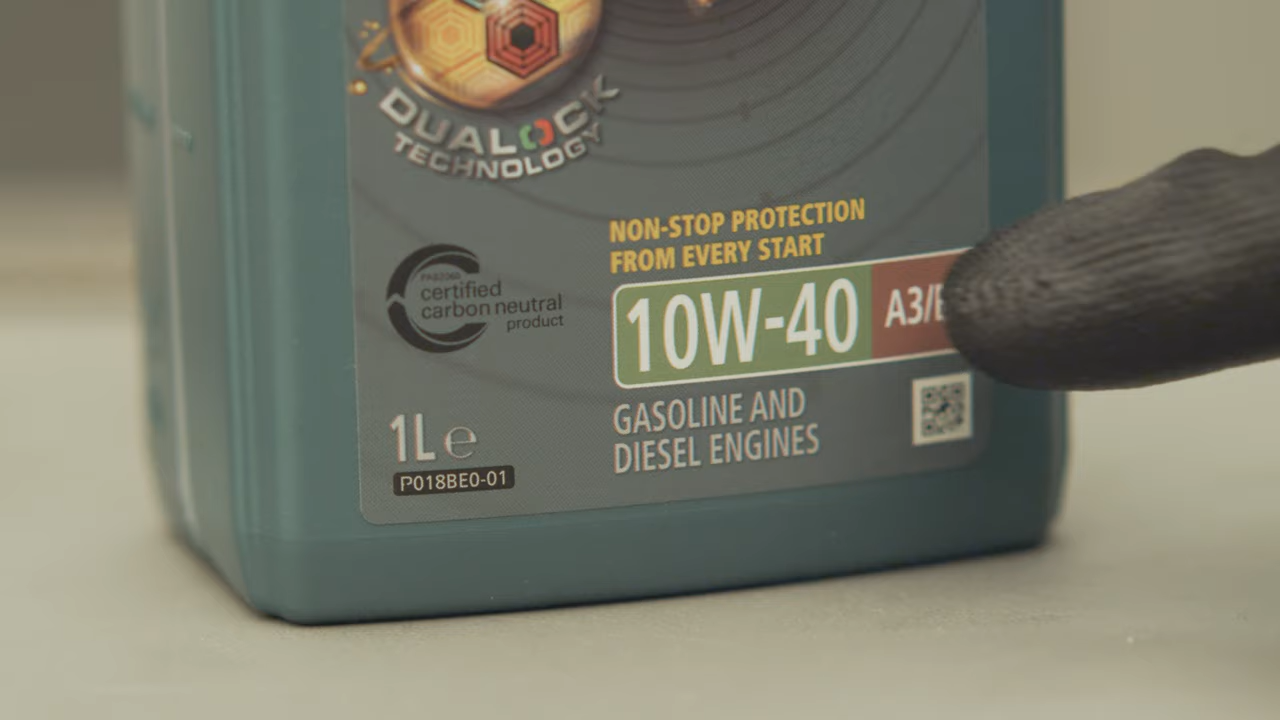 DUALOCK
TECHNOLOGY
NON-STOP PROTECTION
FROM EVERY START
certified
carbon neutral
product
10W-40 A3/
GASOLINE AND
DIESEL ENGINES
1L e
P018BE0-01